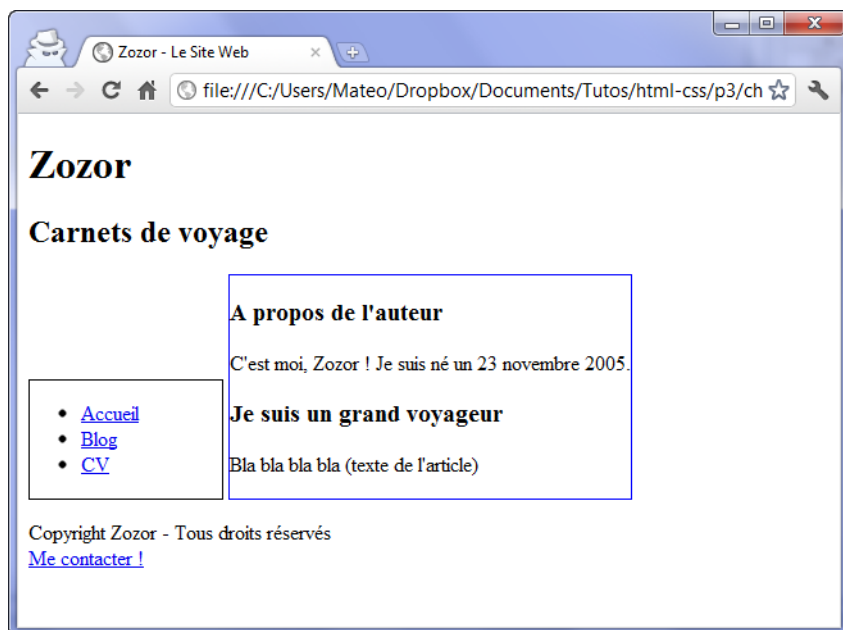 Zozor - Le Site Web
file:///C:/Users/Mateo/Dropbox/Documents/Tutos/html-css/p3/ch
Zozor
Carnets de voyage
A propos de l'auteur
C'est moi, Zozor ! Je suis né un 23 novembre 2005.
Je suis un grand voyageur
Bla bla bla bla (texte de l'article)
Accueil
Blog
CV
Copyright Zozor - Tous droits réservés
Me contacter !